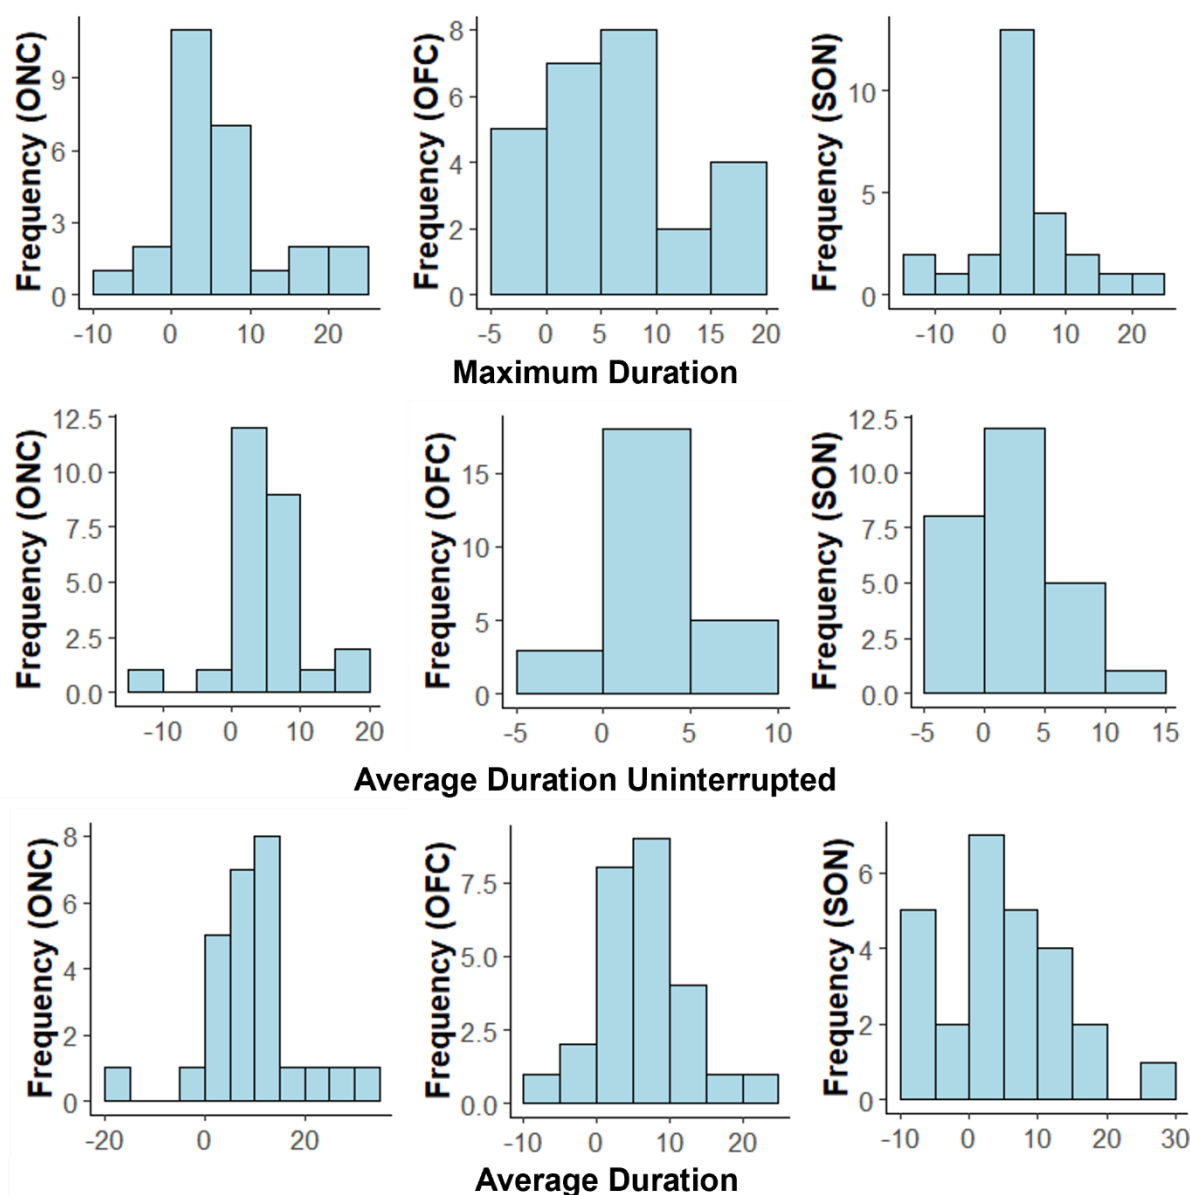 Frequency (ONC)
9
6
3
0
-10 0 10 20
Frequency (OFC)
8
6
4
2
0
-5 0 5 10 15 20
Frequency (SON)
10
5
0
-10 0 10 20
Maximum Duration
Frequency (ONC)
12.5
10.0
7.5
5.0
2.5
0.0
-10 0 10 20
Frequency (OFC)
15
10
5
0
-5 0 5 10
Frequency (SON)
12.5
10.0
7.5
5.0
2.5
0.0
-5 0 5 10 15
Average Duration Uninterrupted
Frequency (ONC)
8
6
4
2
0
-20 0 20
Frequency (OFC)
7.5
5.0
2.5
0.0
-10 0 10 20
Frequency (SON)
6
4
2
0
-10 0 10 20 30
Average Duration